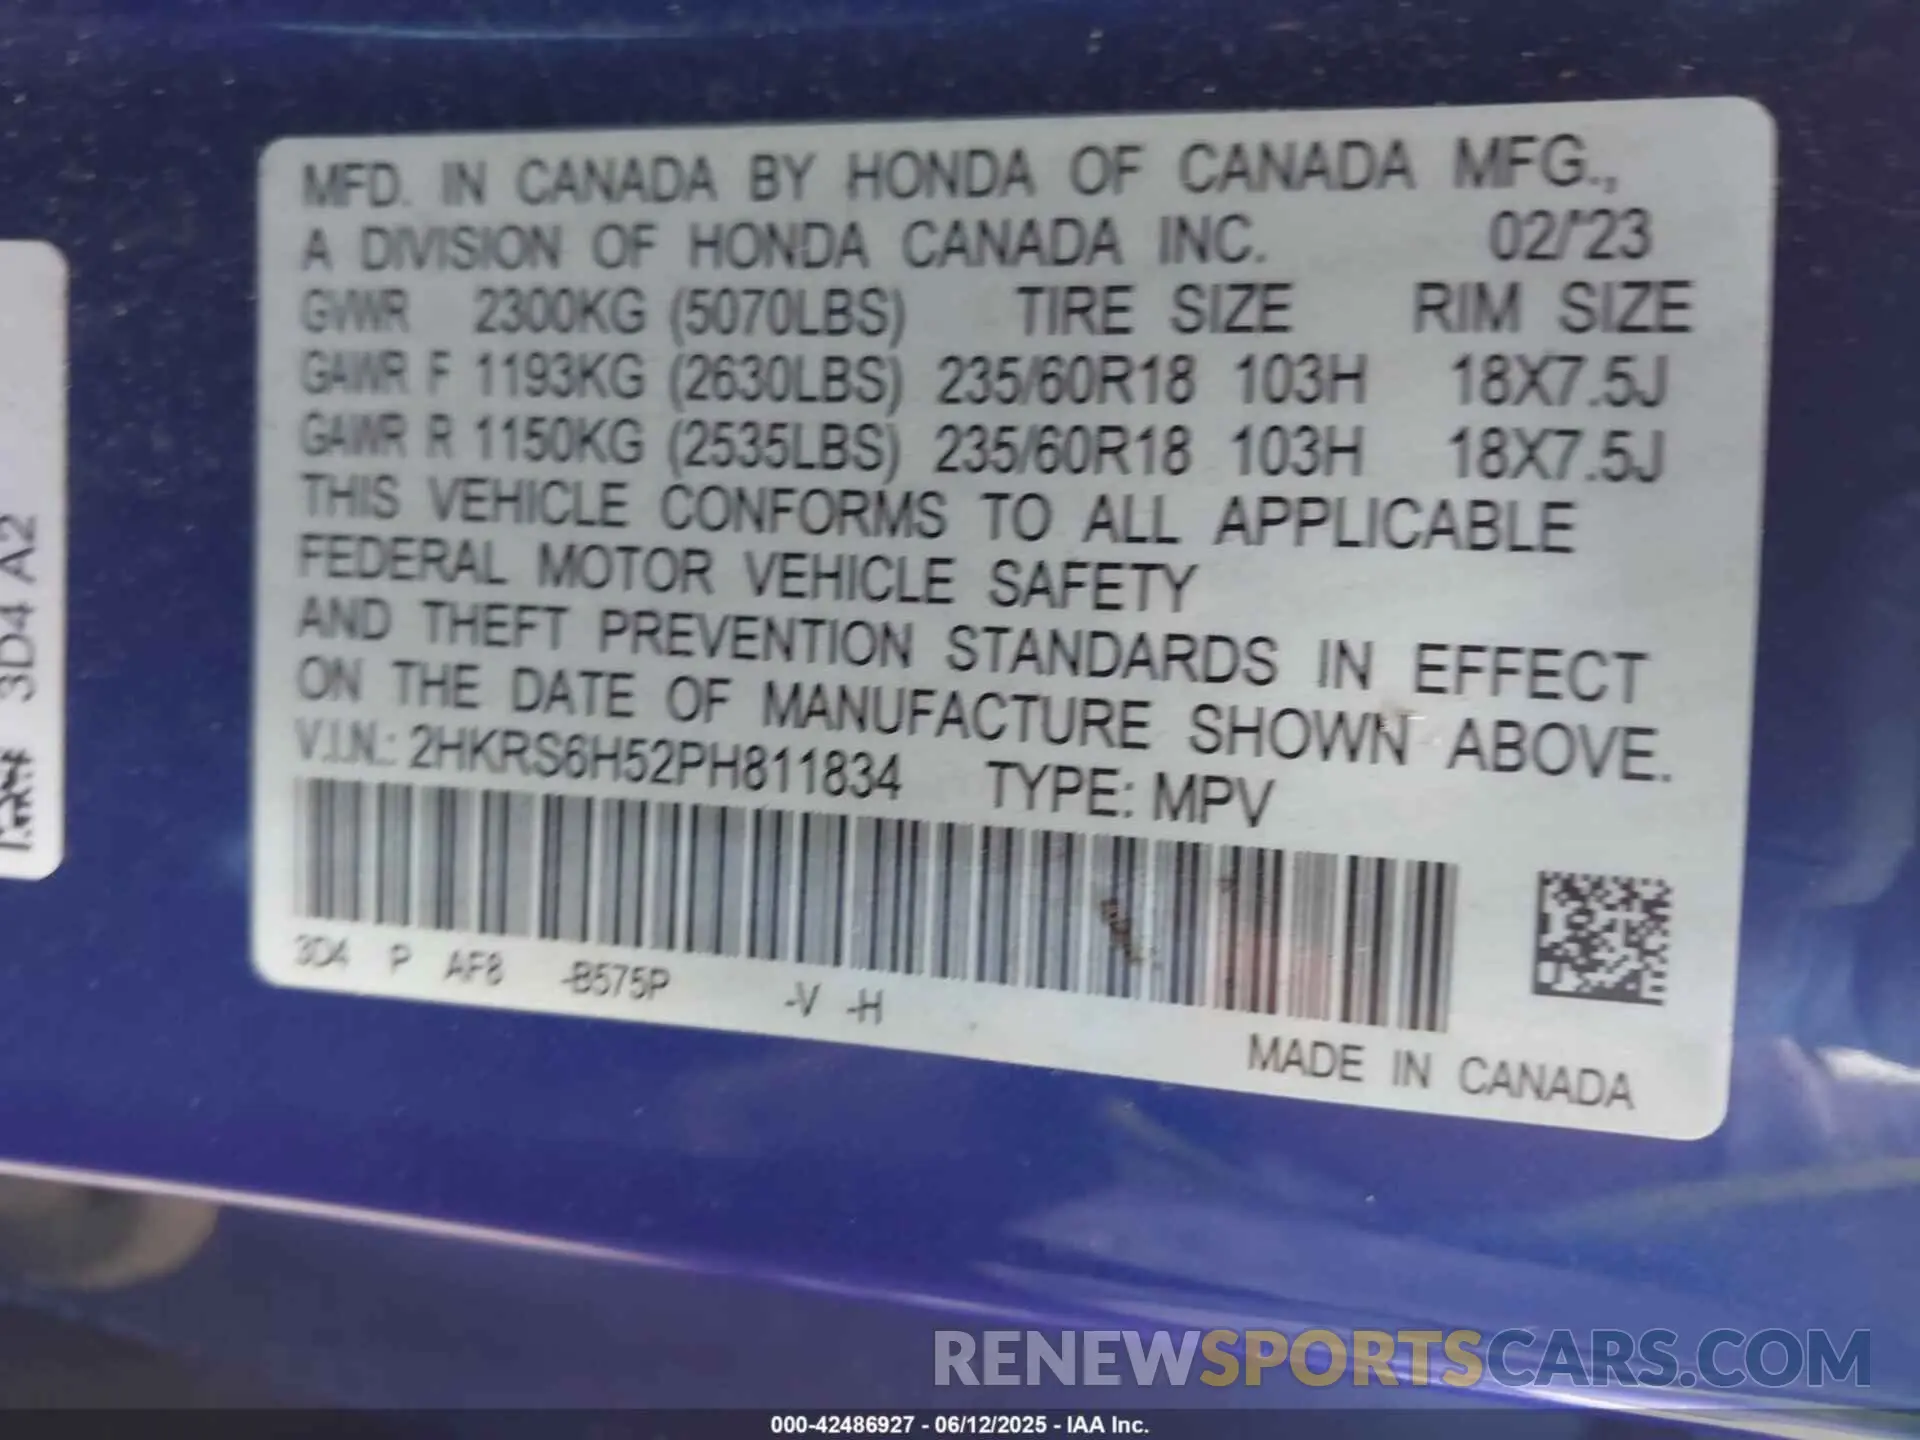 MFD. IN CANADA BY HONDA OF CANADA MFG.,
A DIVISION OF HONDA CANADA INC. 02/'23
GVWR 2300KG (5070LBS) TIRE SIZE RIM SIZE
GAWR F 1193KG (2630LBS) 235/60R18 103H 18X7.5J
GAWR R 1150KG (2535LBS) 235/60R18 103H 18X7.5J
THIS VEHICLE CONFORMS TO ALL APPLICABLE
FEDERAL MOTOR VEHICLE SAFETY
AND THEFT PREVENTION STANDARDS IN EFFECT
ON THE DATE OF MANUFACTURE SHOWN ABOVE.
V.I.N.: 2HKRS6H52PH811834 TYPE: MPV
3D4 P AF8 -B575P -V -H
MADE IN CANADA
3D4 A2
RENEWSPORTSCARS.COM
000-42486927 - 06/12/2025 - IAA Inc.